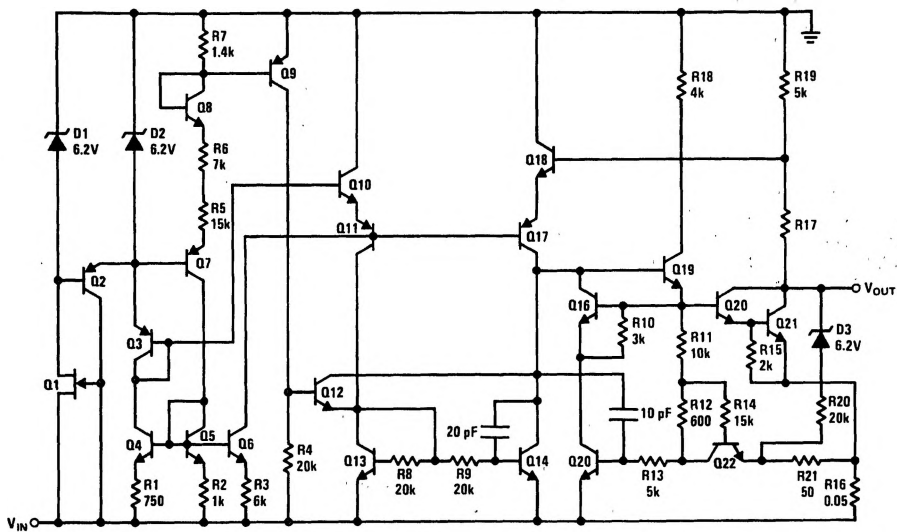 R7
1.4k
Q9
Q8
R18
4k
R19
5k
D1
6.2V
D2
6.2V
R6
7k
Q18
Q10
R5
15k
Q11
Q17
R17
Q2
Q7
Q19
VOUT
Q16
Q20
Q21
R10
3k
R11
10k
R15
2k
D3
6.2V
Q3
Q1
Q12
10 pF
R12
600
R14
15k
R20
20k
20 pF
Q4
Q5
Q6
R4
20k
Q13
R8
20k
R9
20k
Q14
Q20
R13
5k
Q22
R21
50
R16
0.05
R1
750
R2
1k
R3
6k
VIN